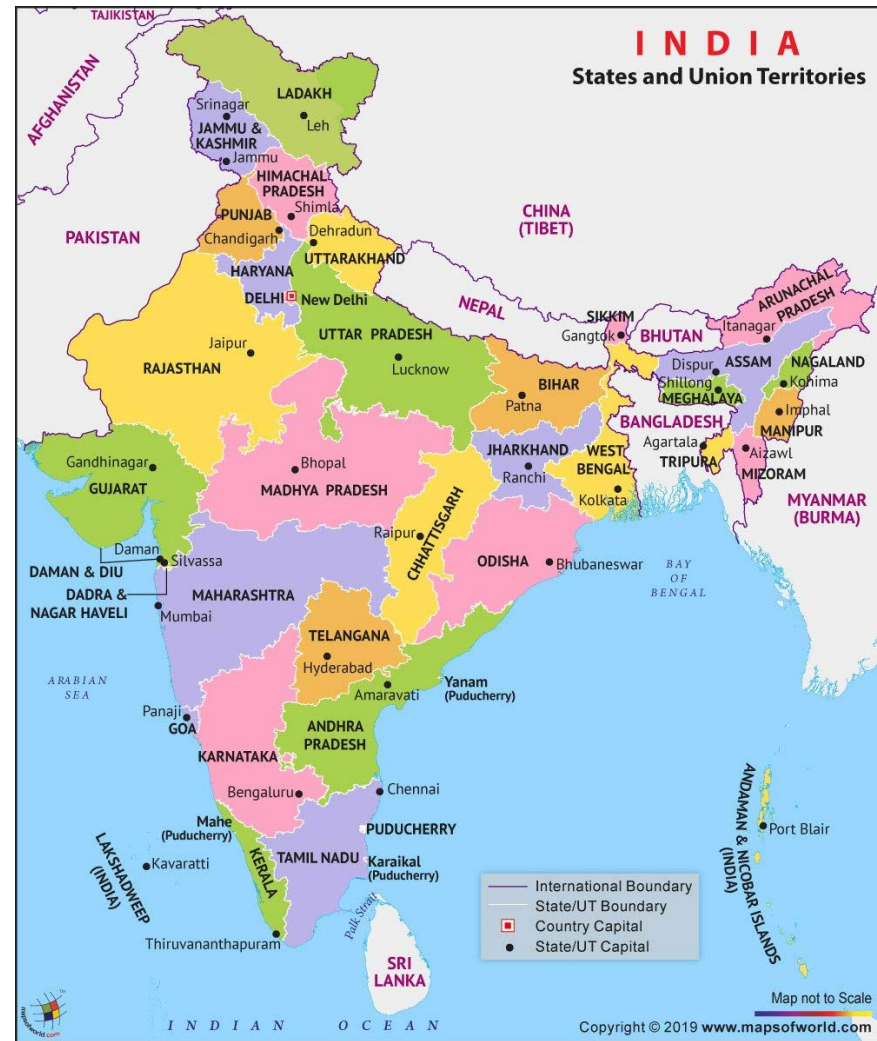 INDIA
States and Union Territories
TAJIKISTAN
AFGHANISTAN
PAKISTAN
CHINA
(TIBET)
NEPAL
BHUTAN
BANGLADESH
MYANMAR
(BURMA)
SRI
LANKA
LADAKH
Leh
Srinagar
JAMMU &
KASHMIR
Jammu
HIMACHAL
PRADESH
Shimla
PUNJAB
Chandigarh
Dehradun
UTTARAKHAND
HARYANA
DELHI
New Delhi
UTTAR PRADESH
Lucknow
Jaipur
RAJASTHAN
BIHAR
Patna
SIKKIM
Gangtok
ARUNACHAL
PRADESH
Itanagar
Dispur
ASSAM
NAGALAND
Kohima
Shillong
MEGHALAYA
Imphal
MANIPUR
Agartala
TRIPURA
Aizawl
MIZORAM
Gandhinagar
GUJARAT
Bhopal
MADHYA PRADESH
JHARKHAND
Ranchi
WEST
BENGAL
Kolkata
Raipur
CHHATTISGARH
ODISHA
Bhubaneswar
Daman
Silvassa
DAMAN & DIU
DADRA &
NAGAR HAVELI
MAHARASHTRA
Mumbai
TELANGANA
Hyderabad
BAY
OF
BENGAL
ARABIAN
SEA
Amaravati
Yanam
(Puducherry)
Panaji
GOA
ANDHRA
PRADESH
KARNATAKA
Bengaluru
Chennai
Mahe
(Puducherry)
PUDUCHERRY
LAKSHADWEEP
(INDIA)
Kavaratti
KERALA
TAMIL NADU
Karaikal
(Puducherry)
Thiruvananthapuram
Palk Strait
ANDAMAN & NICOBAR ISLANDS
(INDIA)
Port Blair
International Boundary
State/UT Boundary
Country Capital
State/UT Capital
INDIAN OCEAN
Map not to Scale
Copyright © 2019 www.mapsofworld.com
mapsofworld.com